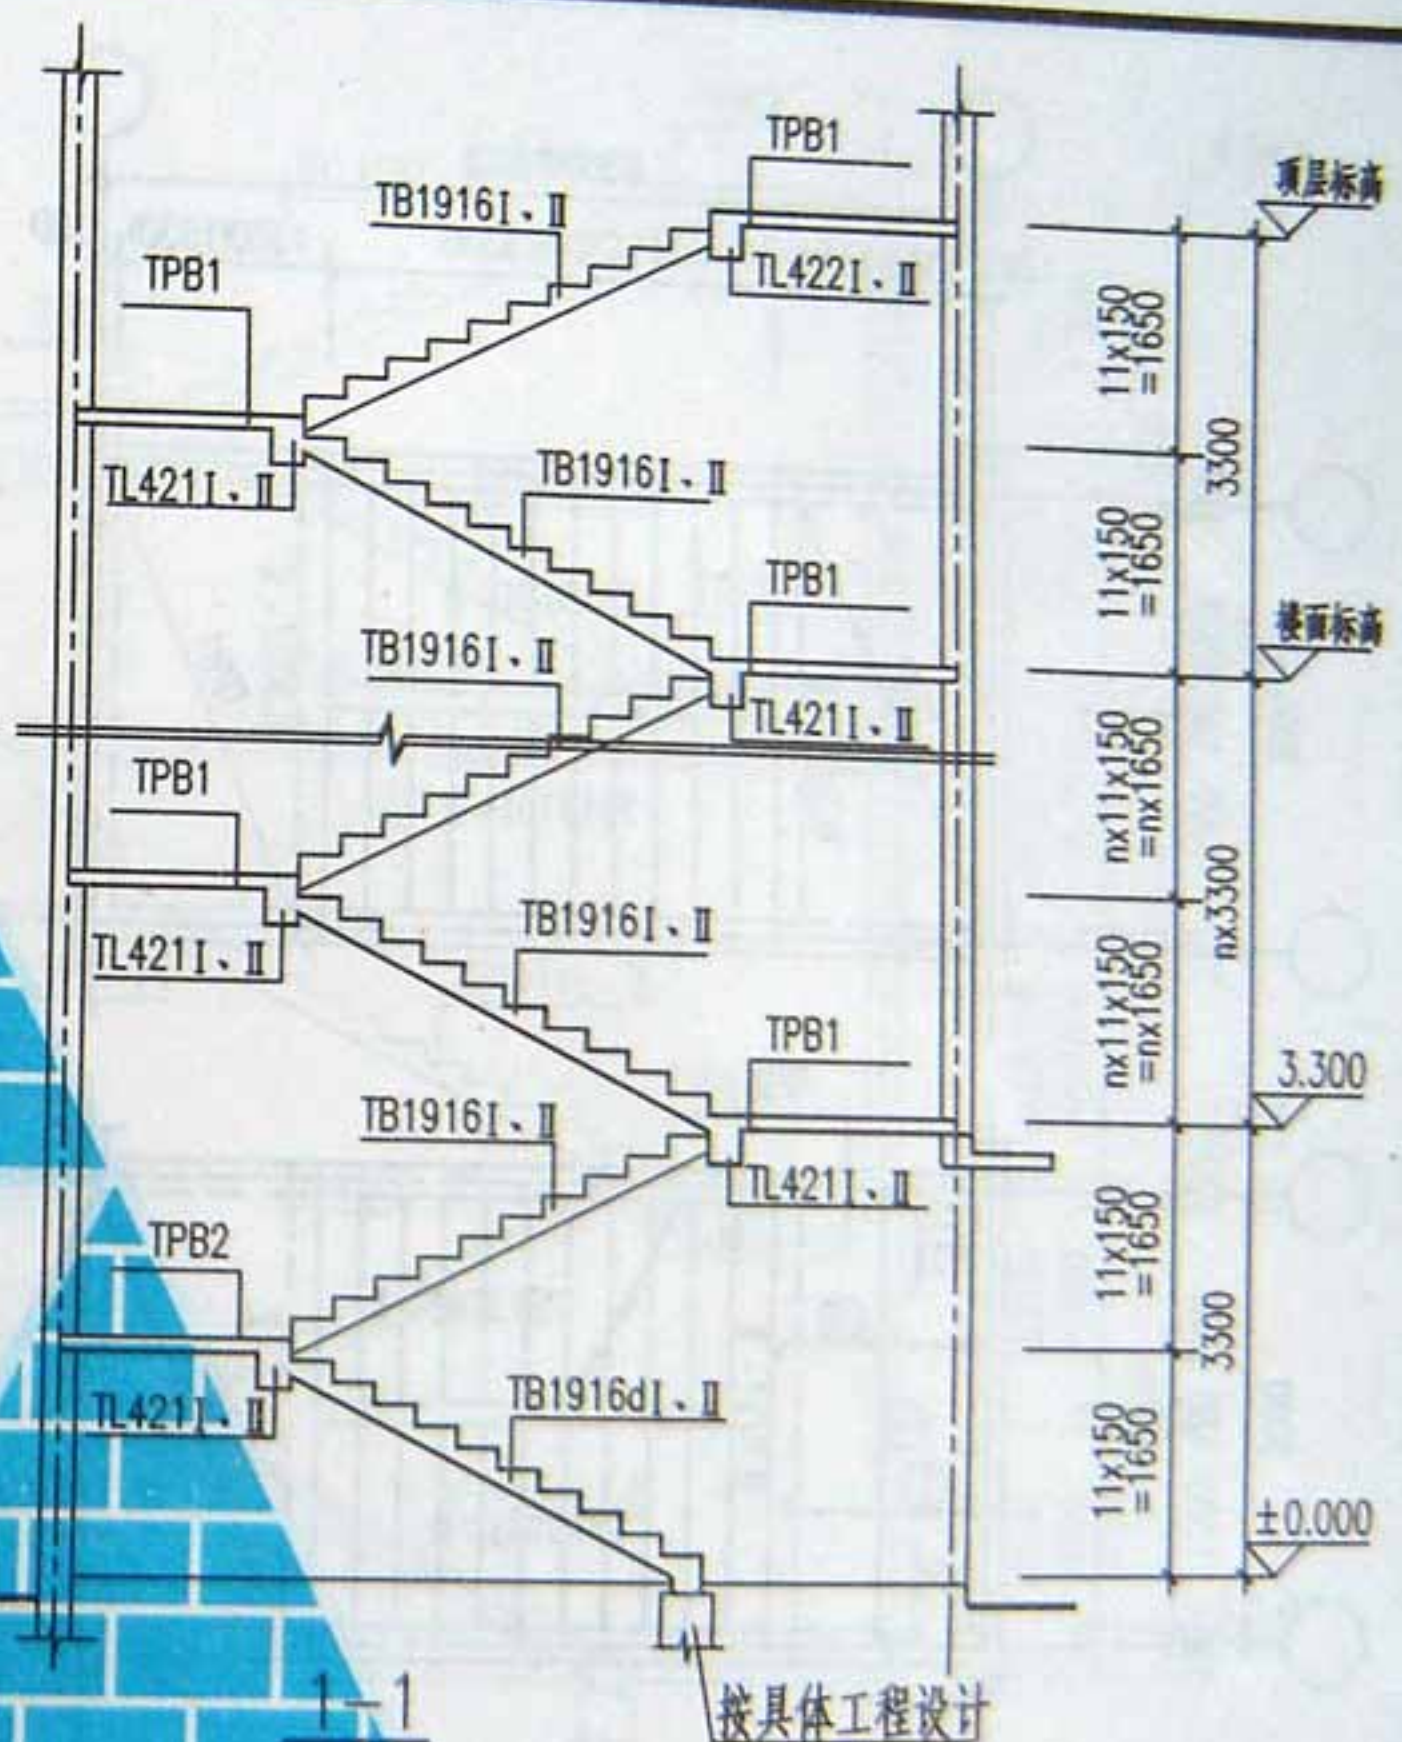 TPB1
顶层标高
TB1916Ⅰ、Ⅱ
TPB1
TL422Ⅰ、Ⅱ
11x150
=1650
3300
TL421Ⅰ、Ⅱ
TB1916Ⅰ、Ⅱ
11x150
=1650
TPB1
楼面标高
TB1916Ⅰ、Ⅱ
TL421Ⅰ、Ⅱ
TPB1
nx11x150
=nx1650
nx3300
TL421Ⅰ、Ⅱ
TB1916Ⅰ、Ⅱ
nx11x150
=nx1650
TPB1
3.300
TB1916Ⅰ、Ⅱ
TL421Ⅰ、Ⅱ
TPB2
11x150
=1650
3300
TL421Ⅰ、Ⅱ
TB1916dⅠ、Ⅱ
11x150
=1650
±0.000
1-1
按具体工程设计